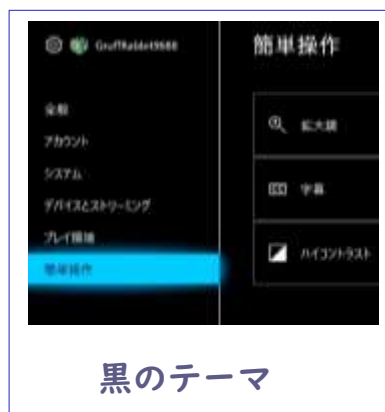 簡単操作
全般
アカウント
システム
デバイスとストリーミング
プレイ環境
簡単操作
拡大鏡
字幕
ハイコントラスト
黒のテーマ